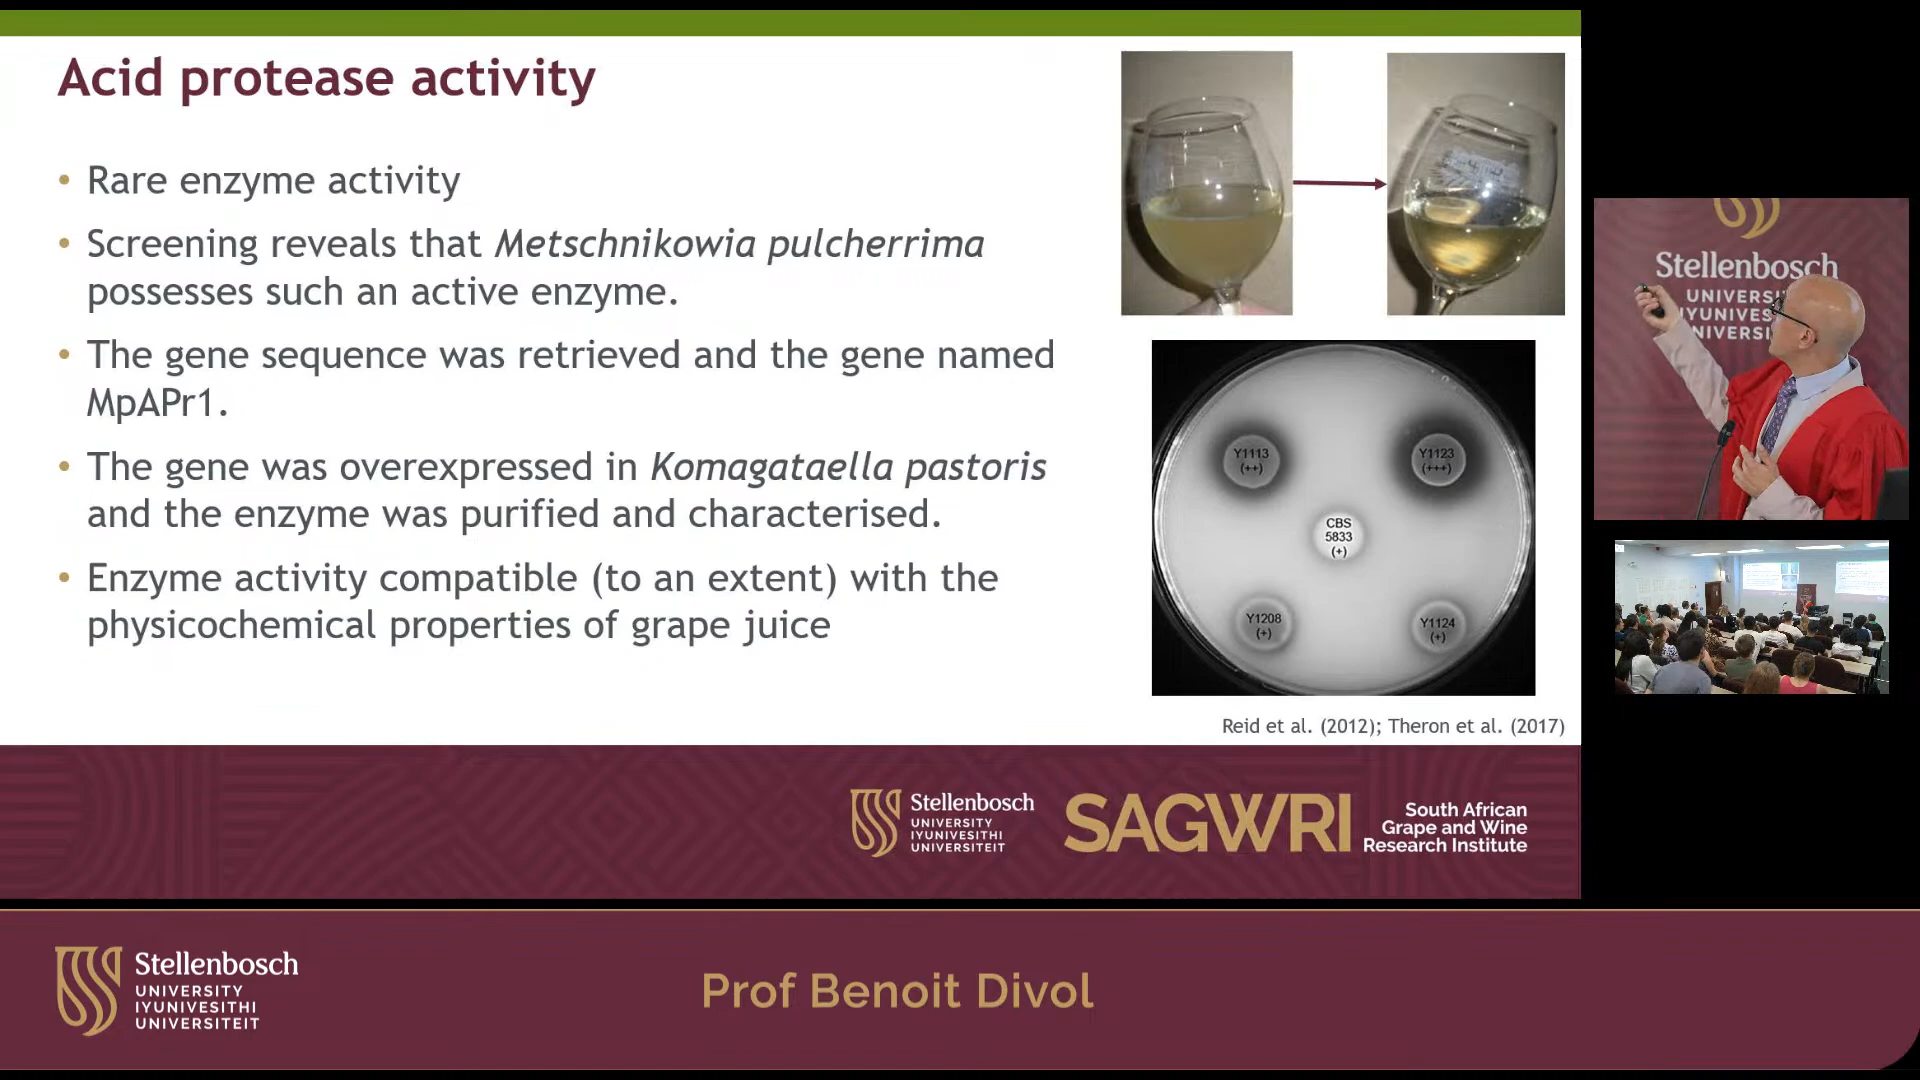 Acid protease activity
• Rare enzyme activity
• Screening reveals that Metschnikowia pulcherrima
possesses such an active enzyme.
• The gene sequence was retrieved and the gene named
MpAPr1.
• The gene was overexpressed in Komagataella pastoris
and the enzyme was purified and characterised.
• Enzyme activity compatible (to an extent) with the
physicochemical properties of grape juice
Y1113
(++)
Y1123
(+++)
CBS
5833
(+)
Y1208
(+)
Y1124
(+)
Reid et al. (2012); Theron et al. (2017)
Stellenbosch
UNIVERSITY
IYUNIVESITHI
UNIVERSITEIT
SAGWRI
South African
Grape and Wine
Research Institute
Stellenbosch
UNIVERSI
IYUNIVES
NIVERSI
Stellenbosch
UNIVERSITY
IYUNIVESITHI
UNIVERSITEIT
Prof Benoit Divol